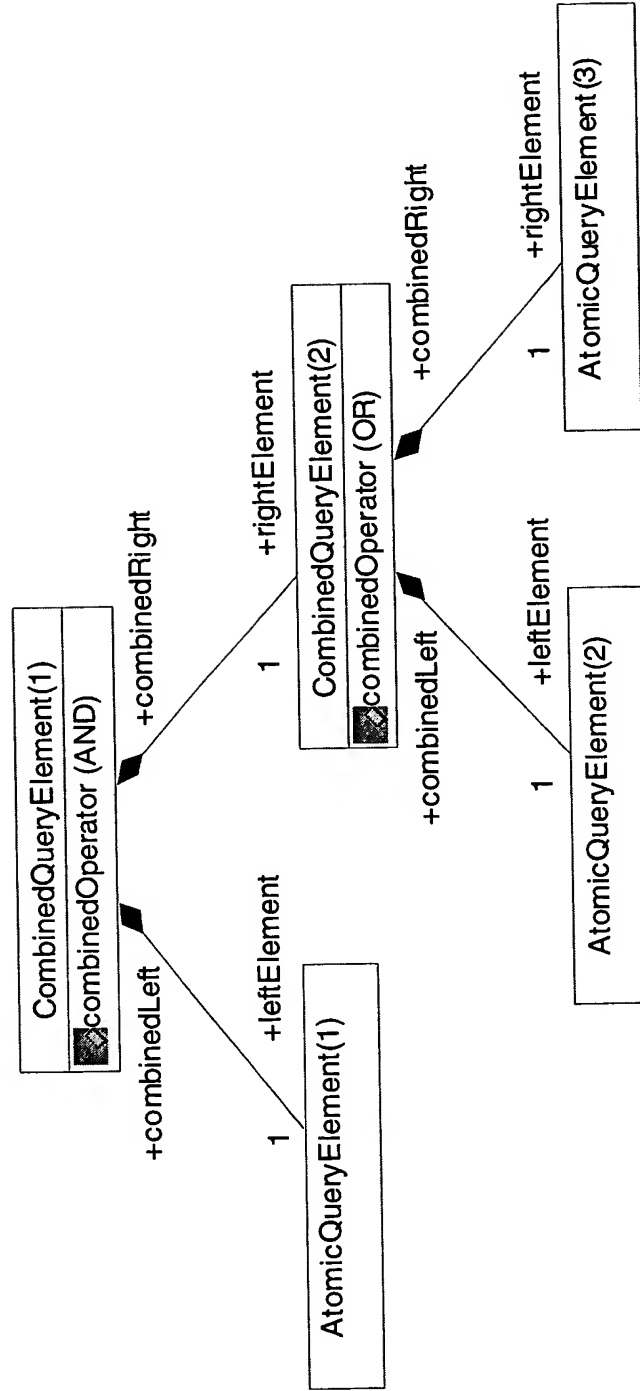 CombinedQueryElement(1)
combinedOperator (AND)
+combinedLeft
+combinedRight
1
+leftElement
1
+rightElement
AtomicQueryElement(1)
CombinedQueryElement(2)
combinedOperator (OR)
+combinedLeft
+combinedRight
1
+leftElement
1
+rightElement
AtomicQueryElement(2)
AtomicQueryElement(3)